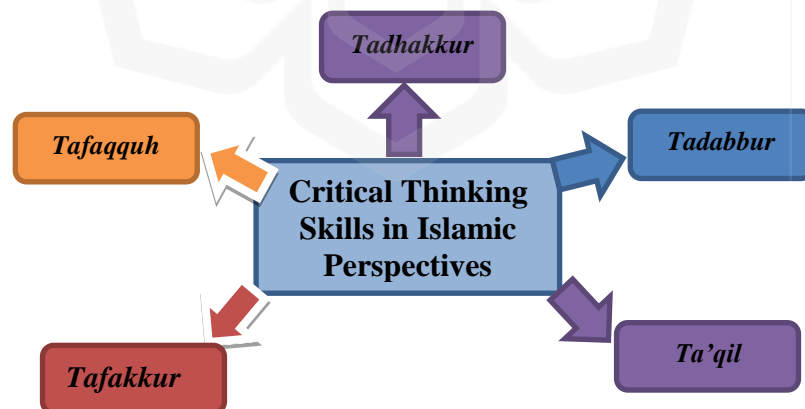 Tadhakkur
Tafaqquh
Tadabbur
Critical Thinking
Skills in Islamic
Perspectives
Tafakkur
Ta’qil